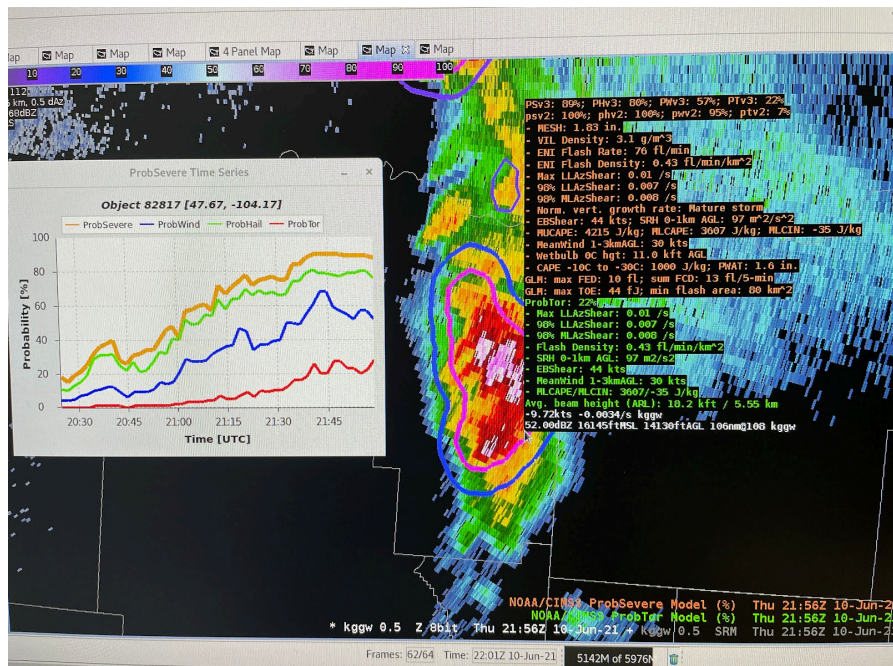 Map
Map
Map
4 Panel Map
Map
Map
Map
10 20 30 40 50 60 70 80 90 100
km, 0.5 dAZ
68dBZ
ProbSevere Time Series
Object 82817 [47.67, -104.17]
ProbSevere ProbWind ProbHail ProbTor
Probability [%]
100
80
60
40
20
0
20:30 20:45 21:00 21:15 21:30 21:45
Time [UTC]
PSv3: 89%; PHv3: 80%; PWv3: 57%; PTv3: 22%
psv2: 100%; phv2: 100%; pwv2: 95%; ptv2: 7%
- MESH: 1.83 in.
- VIL Density: 3.1 g/m^3
- ENI Flash Rate: 76 fl/min
- ENI Flash Density: 0.43 fl/min/km^2
- Max LLAzShear: 0.01 /s
- 98% LLAzShear: 0.007 /s
- 98% MLAzShear: 0.008 /s
- Norm. vert. growth rate: Mature storm
- EBShear: 44 kts; SRH 0-1km AGL: 97 m^2/s^2
- MUCAPE: 4215 J/kg; MLCAPE: 3607 J/kg; MLCIN: -35 J/kg
- MeanWind 1-3kmAGL: 30 kts
- Wetbulb 0C hgt: 11.0 kft AGL
- CAPE -10C to -30C: 1000 J/kg; PWAT: 1.6 in.
GLM: max FED: 10 fl; sum FCD: 13 fl/5-min
GLM: max TOE: 44 fJ; min flash area: 80 km^2
ProbTor: 22%
- Max LLAzShear: 0.01 /s
- 98% LLAzShear: 0.007 /s
- 98% MLAzShear: 0.008 /s
- Flash Density: 0.43 fl/min/km^2
- SRH 0-1km AGL: 97 m2/s2
- EBShear: 44 kts
- MeanWind 1-3kmAGL: 30 kts
- MLCAPE/MLCIN: 3607/-35 J/kg
Avg. beam height (ARL): 18.2 kft / 5.55 km
-9.72kts -0.0034/s kggw
52.00dBZ 16145ftMSL 14130ftAGL 106nm@108 kggw
NOAA/CIMSS ProbSevere Model (%) Thu 21:56Z 10-Jun-2
NOAA/CIMSS ProbTor Model (%) Thu 21:56Z 10-Jun-2
* kggw 0.5 Z 8bit Thu 21:56Z 10-Jun-21 + kggw 0.5 SRM Thu 21:56Z 10-Jun-2
Frames: 62/64 Time: 22:01Z 10-Jun-21 5142M of 5976M